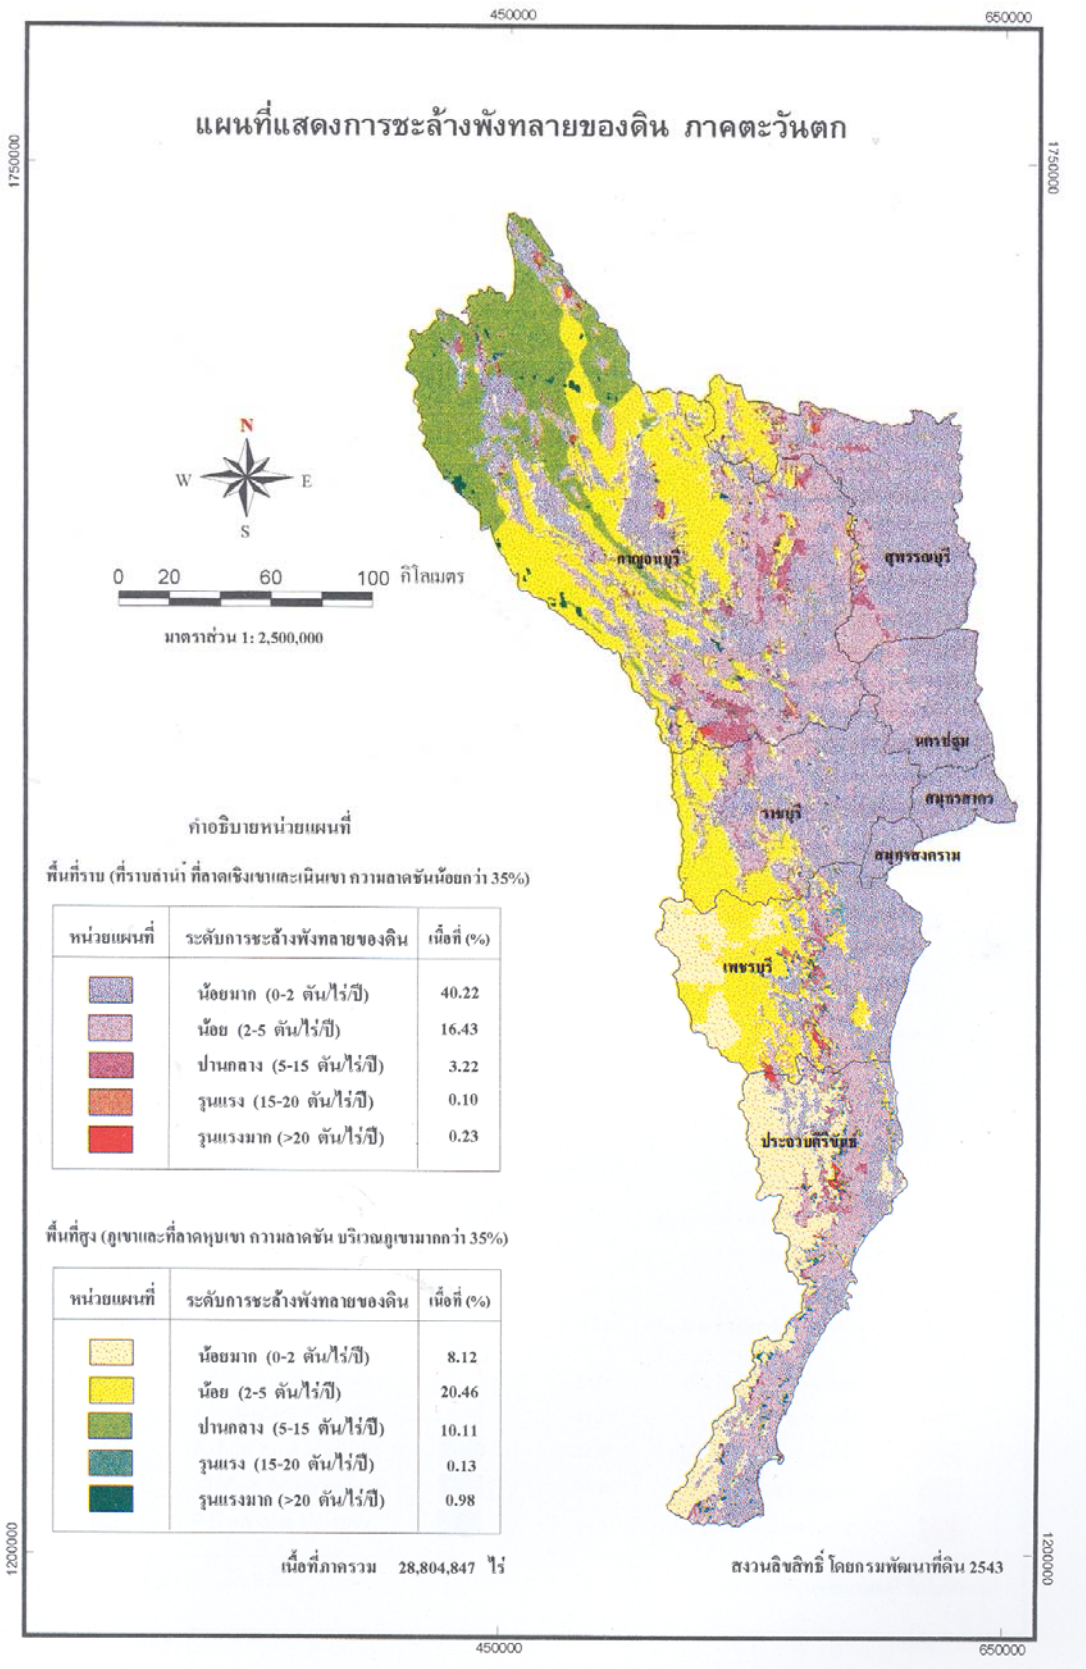 450000 650000
1750000 1750000
แผนที่แสดงการชะล้างพังทลายของดิน ภาคตะวันตก
N
W E
S
0 20 60 100 กิโลเมตร
มาตราส่วน 1: 2,500,000
กาญจนบุรี
สุพรรณบุรี
นครปฐม
สมุทรสาคร
ราชบุรี
สมุทรสงคราม
เพชรบุรี
ประจวบคีรีขันธ์
คำอธิบายหน่วยแผนที่
พื้นที่ราบ (ที่ราบลำน้ำ ที่ลาดเชิงเขาและเนินเขา ความลาดชันน้อยกว่า 35%)
หน่วยแผนที่ ระดับการชะล้างพังทลายของดิน เนื้อที่ (%)
น้อยมาก (0-2 ตัน/ไร่/ปี) 40.22
น้อย (2-5 ตัน/ไร่/ปี) 16.43
ปานกลาง (5-15 ตัน/ไร่/ปี) 3.22
รุนแรง (15-20 ตัน/ไร่/ปี) 0.10
รุนแรงมาก (>20 ตัน/ไร่/ปี) 0.23
พื้นที่สูง (ภูเขาและที่ลาดหุบเขา ความลาดชัน บริเวณภูเขามากกว่า 35%)
หน่วยแผนที่ ระดับการชะล้างพังทลายของดิน เนื้อที่ (%)
น้อยมาก (0-2 ตัน/ไร่/ปี) 8.12
น้อย (2-5 ตัน/ไร่/ปี) 20.46
ปานกลาง (5-15 ตัน/ไร่/ปี) 10.11
รุนแรง (15-20 ตัน/ไร่/ปี) 0.13
รุนแรงมาก (>20 ตัน/ไร่/ปี) 0.98
เนื้อที่ภาครวม 28,804,847 ไร่
สงวนลิขสิทธิ์ โดยกรมพัฒนาที่ดิน 2543
1200000 1200000
450000 650000